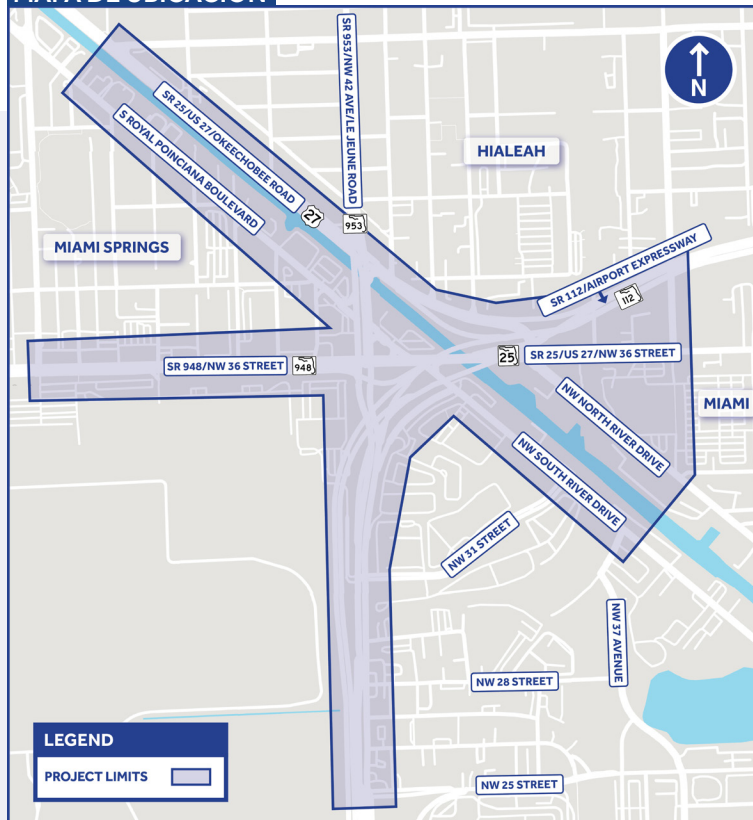 MAPA DE UBICACIÓN
N
SR 953/NW 42 AVE/LE JEUNE ROAD
SR 25/US 27/OKEECHOBEE ROAD
S ROYAL POINCIANA BOULEVARD
HIALEAH
27
953
MIAMI SPRINGS
SR 112/AIRPORT EXPRESSWAY
112
SR 948/NW 36 STREET
948
25
SR 25/US 27/NW 36 STREET
MIAMI
NW NORTH RIVER DRIVE
NW SOUTH RIVER DRIVE
NW 31 STREET
NW 37 AVENUE
NW 28 STREET
LEGEND
PROJECT LIMITS
NW 25 STREET